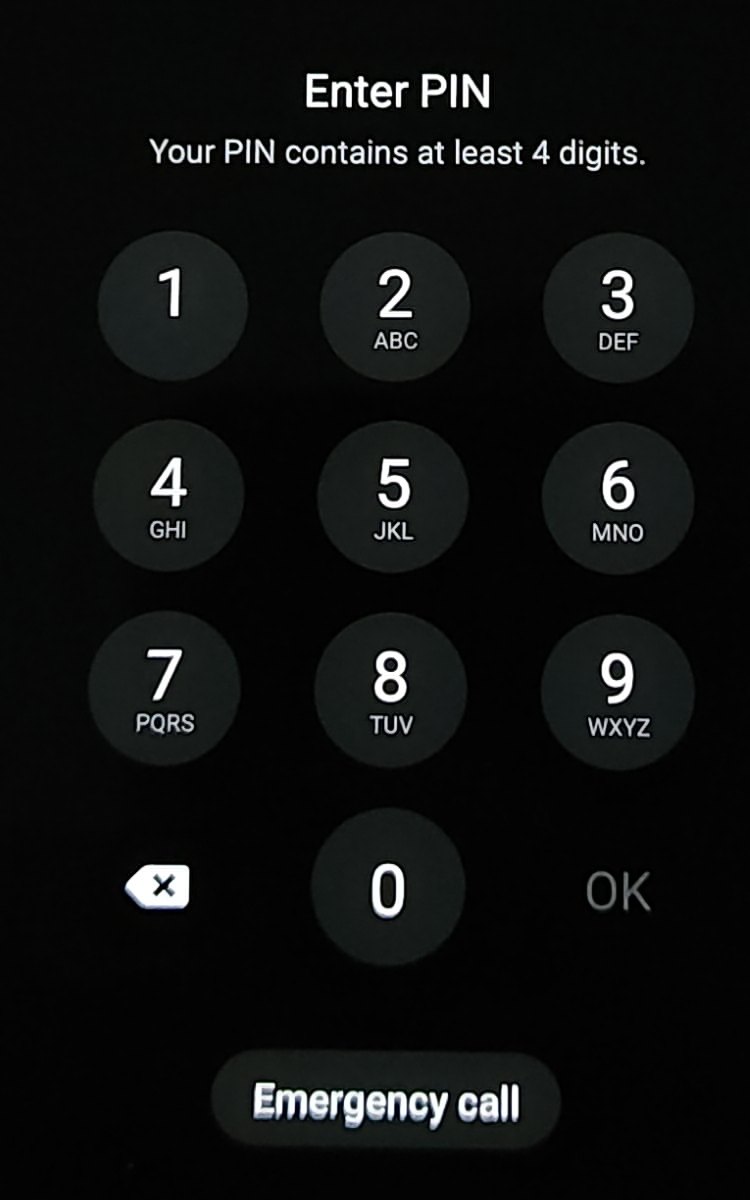 Enter PIN
Your PIN contains at least 4 digits.
1 2 3
ABC DEF
4 5 6
GHI JKL MNO
7 8 9
PQRS TUV WXYZ
0 OK
Emergency call